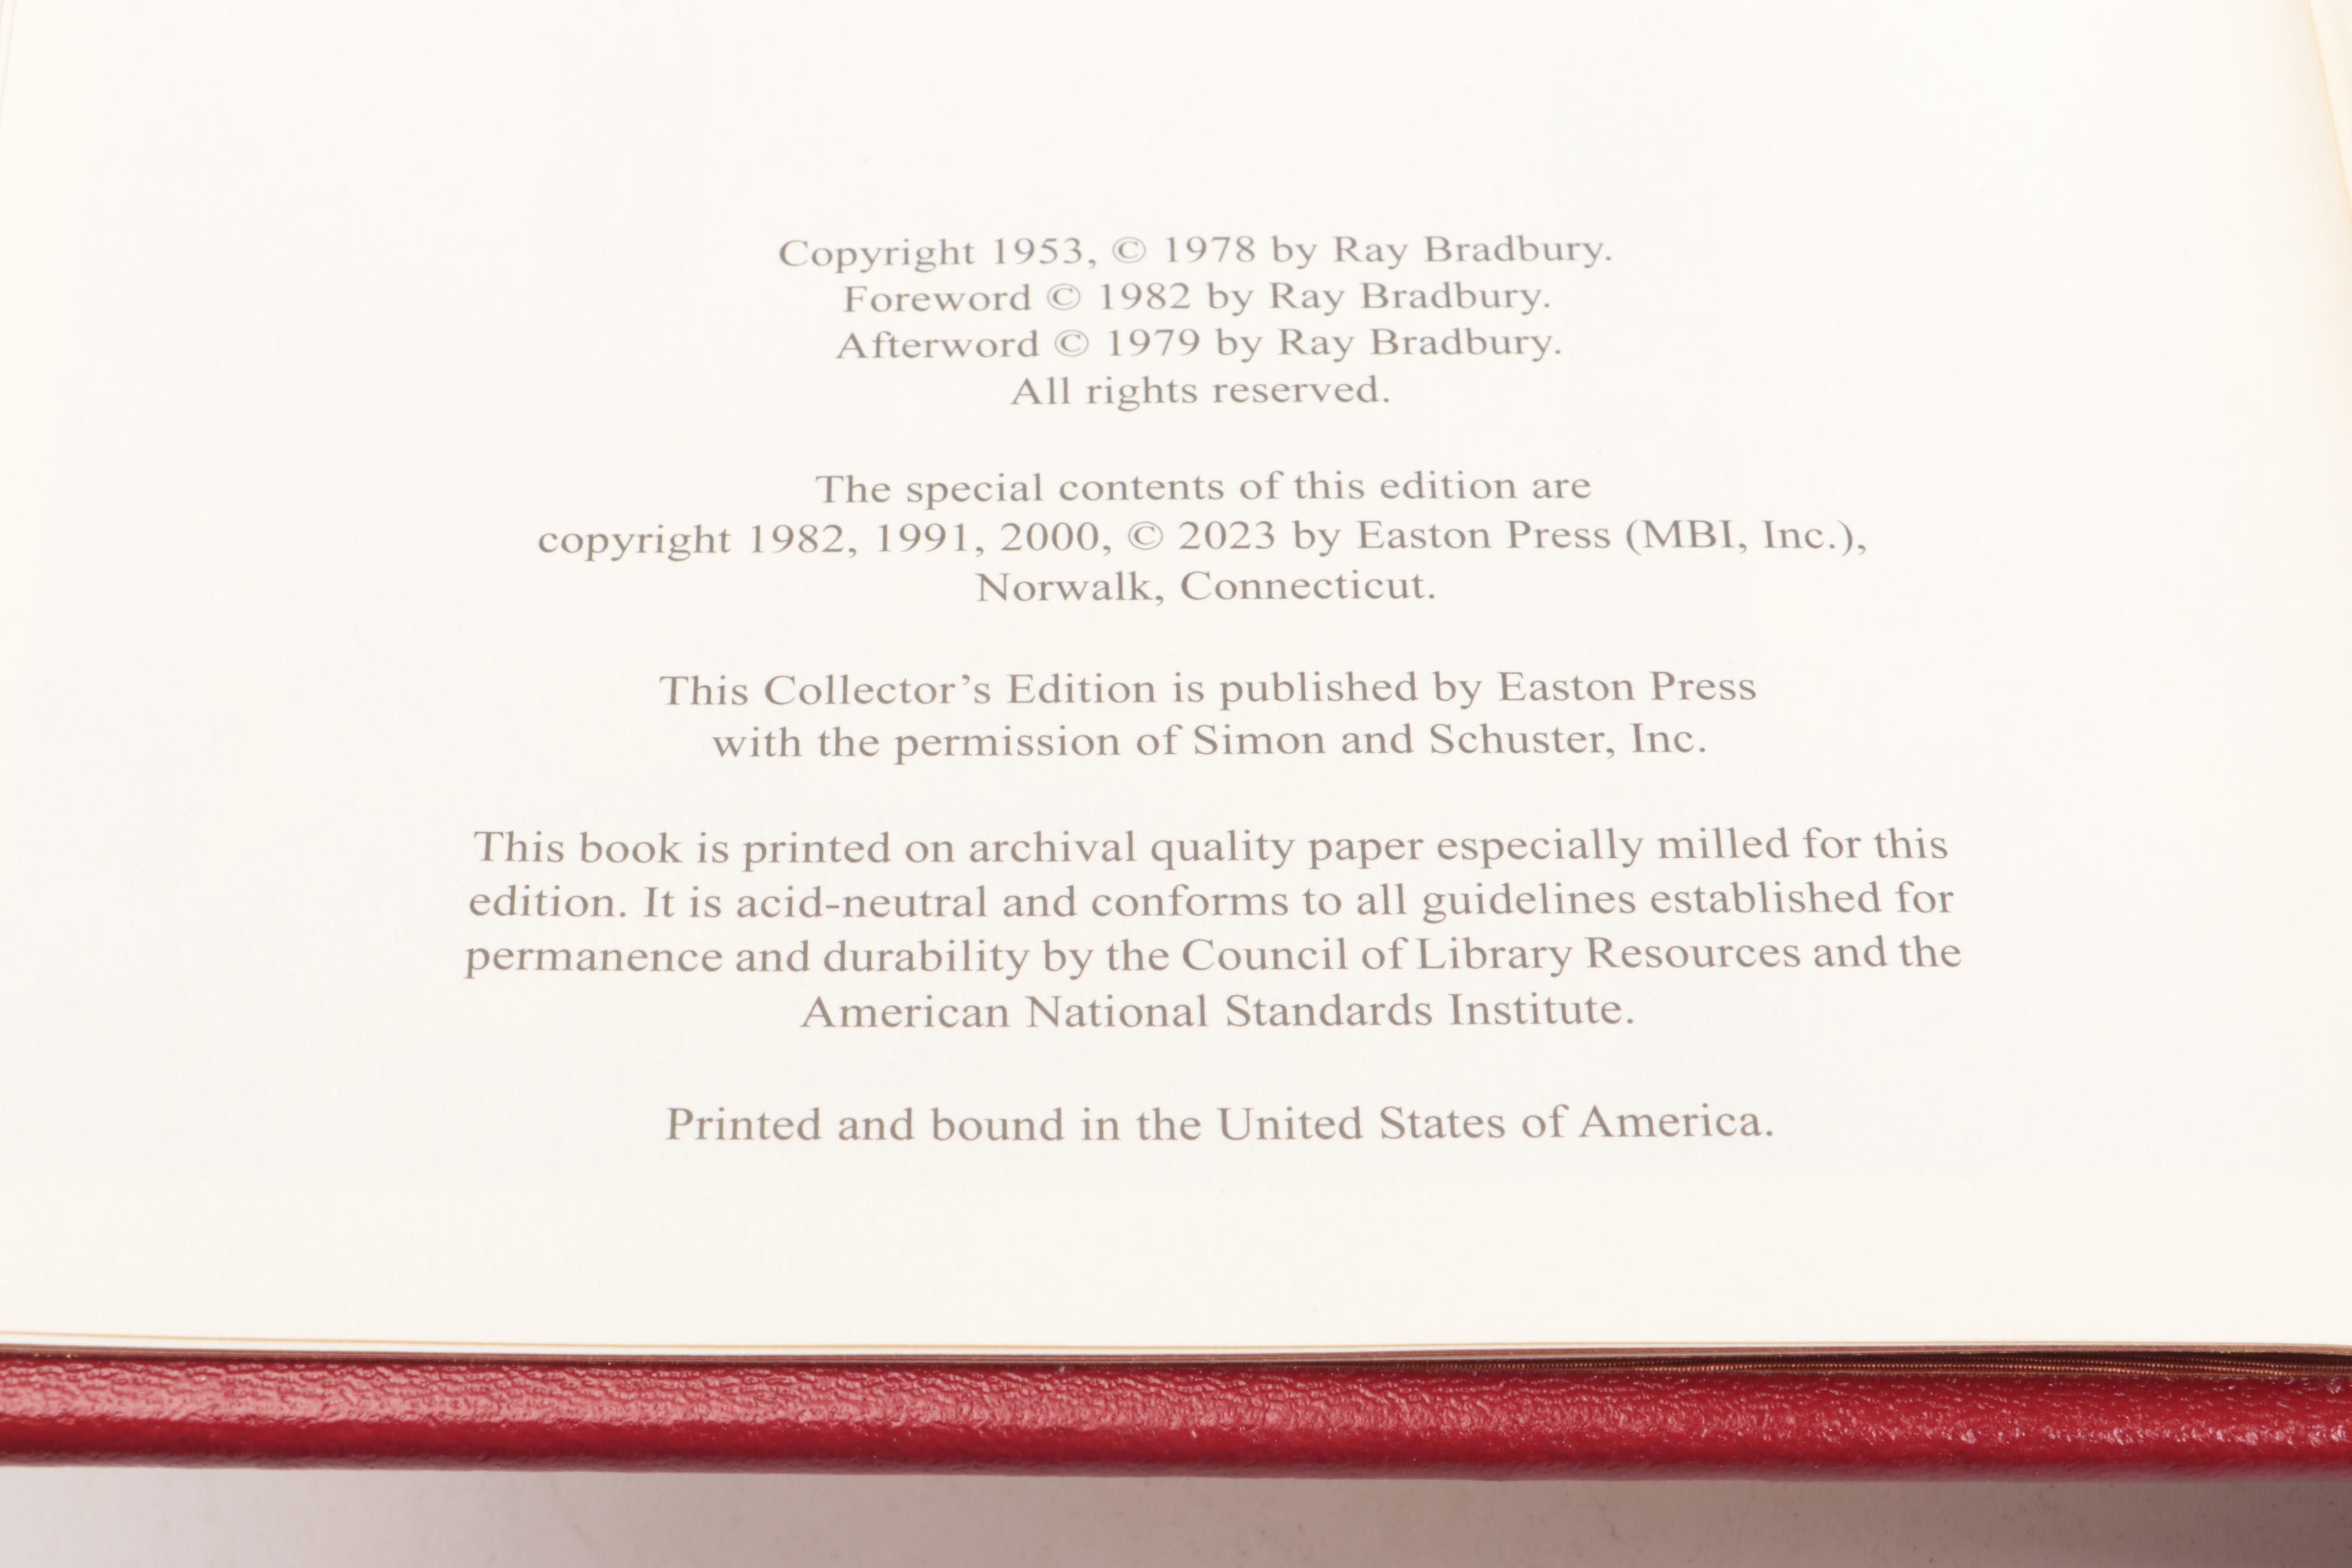 Copyright 1953, © 1978 by Ray Bradbury.
Foreword © 1982 by Ray Bradbury.
Afterword © 1979 by Ray Bradbury.
All rights reserved.
The special contents of this edition are
copyright 1982, 1991, 2000, © 2023 by Easton Press (MBI, Inc.),
Norwalk, Connecticut.
This Collector’s Edition is published by Easton Press
with the permission of Simon and Schuster, Inc.
This book is printed on archival quality paper especially milled for this
edition. It is acid-neutral and conforms to all guidelines established for
permanence and durability by the Council of Library Resources and the
American National Standards Institute.
Printed and bound in the United States of America.